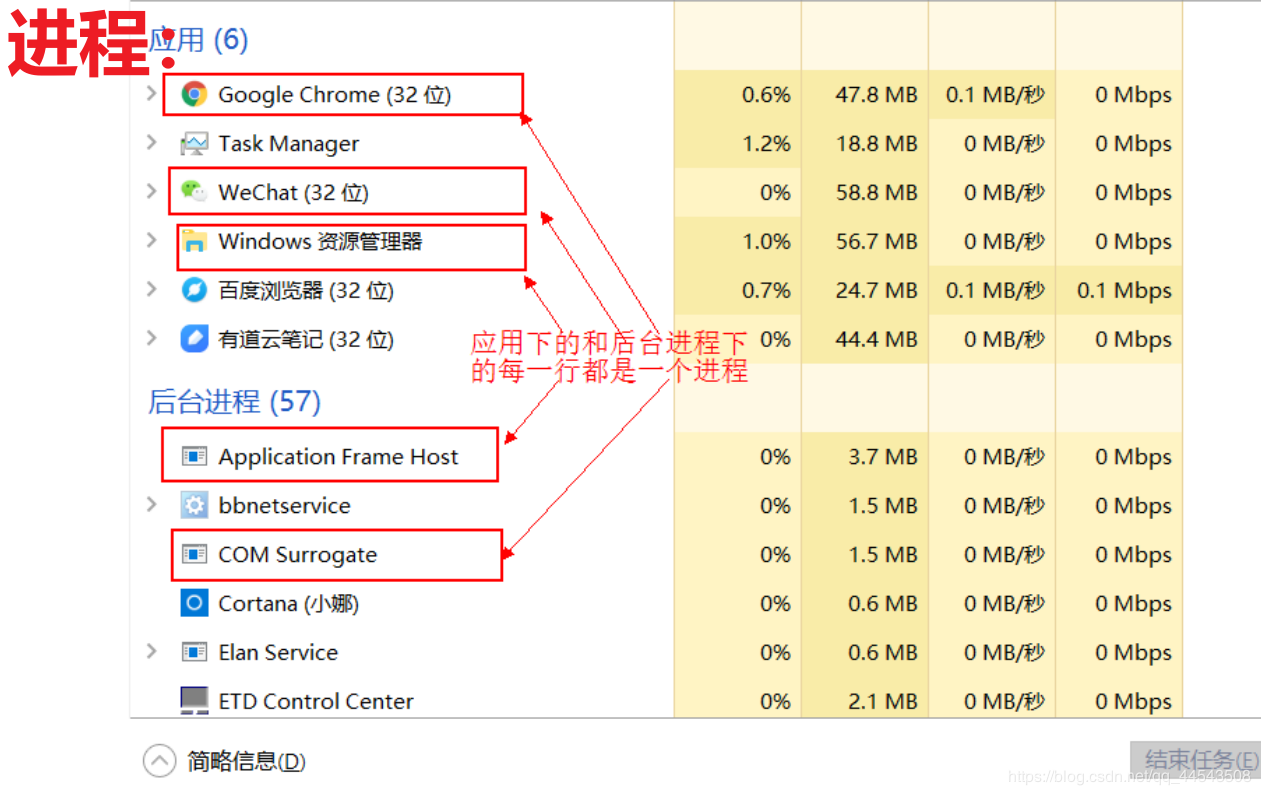 进程:
应用 (6)
Google Chrome (32 位) 0.6% 47.8 MB 0.1 MB/秒 0 Mbps
Task Manager 1.2% 18.8 MB 0 MB/秒 0 Mbps
WeChat (32 位) 0% 58.8 MB 0 MB/秒 0 Mbps
Windows 资源管理器 1.0% 56.7 MB 0 MB/秒 0 Mbps
百度浏览器 (32 位) 0.7% 24.7 MB 0.1 MB/秒 0.1 Mbps
有道云笔记 (32 位) 0% 44.4 MB 0 MB/秒 0 Mbps
应用下的和后台进程下
的每一行都是一个进程
后台进程 (57)
Application Frame Host 0% 3.7 MB 0 MB/秒 0 Mbps
bbnetservice 0% 1.5 MB 0 MB/秒 0 Mbps
COM Surrogate 0% 1.5 MB 0 MB/秒 0 Mbps
Cortana (小娜) 0% 0.6 MB 0 MB/秒 0 Mbps
Elan Service 0% 0.6 MB 0 MB/秒 0 Mbps
ETD Control Center 0% 2.1 MB 0 MB/秒 0 Mbps
简略信息(D)
结束任务(E)
https://blog.csdn.net/qq_44543508